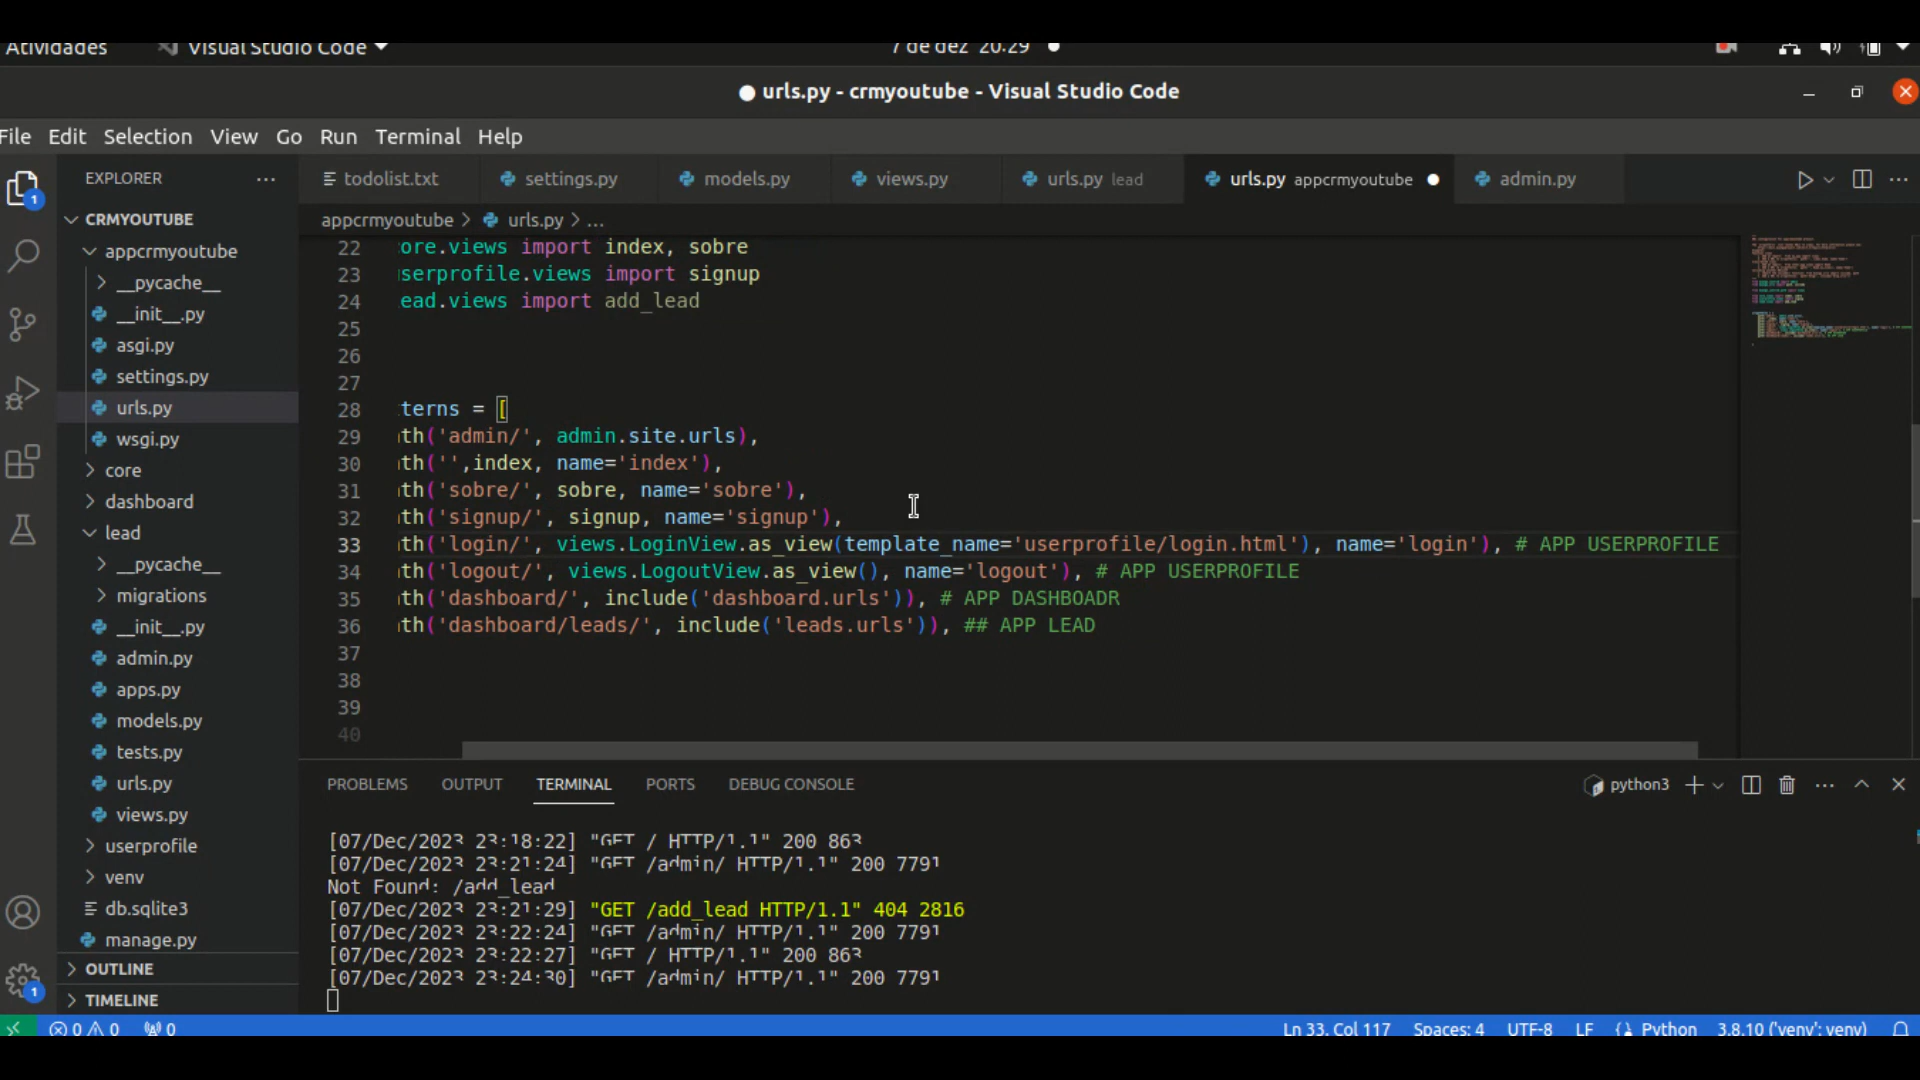 Atividades Visual Studio Code 7 de dez 20:29
urls.py - crmyoutube - Visual Studio Code
File Edit Selection View Go Run Terminal Help
EXPLORER
todolist.txt settings.py models.py views.py urls.py lead urls.py appcrmyoutube admin.py
CRMYOUTUBE
appcrmyoutube
__pycache__
__init__.py
asgi.py
settings.py
urls.py
wsgi.py
core
dashboard
lead
__pycache__
migrations
__init__.py
admin.py
apps.py
models.py
tests.py
urls.py
views.py
userprofile
venv
db.sqlite3
manage.py
OUTLINE
TIMELINE
appcrmyoutube > urls.py > ...
22 ore.views import index, sobre
23 serprofile.views import signup
24 ead.views import add_lead
25
26
27
28 terns = [
29 th('admin/', admin.site.urls),
30 th('',index, name='index'),
31 th('sobre/', sobre, name='sobre'),
32 th('signup/', signup, name='signup'),
33 th('login/', views.LoginView.as_view(template_name='userprofile/login.html'), name='login'), # APP USERPROFILE
34 th('logout/', views.LogoutView.as_view(), name='logout'), # APP USERPROFILE
35 th('dashboard/', include('dashboard.urls')), # APP DASHBOADR
36 th('dashboard/leads/', include('leads.urls')), ## APP LEAD
37
38
39
40
PROBLEMS OUTPUT TERMINAL PORTS DEBUG CONSOLE python3
[07/Dec/2023 23:18:22] "GET / HTTP/1.1" 200 863
[07/Dec/2023 23:21:24] "GET /admin/ HTTP/1.1" 200 7791
Not Found: /add_lead
[07/Dec/2023 23:21:29] "GET /add_lead HTTP/1.1" 404 2816
[07/Dec/2023 23:22:24] "GET /admin/ HTTP/1.1" 200 7791
[07/Dec/2023 23:22:27] "GET / HTTP/1.1" 200 863
[07/Dec/2023 23:24:30] "GET /admin/ HTTP/1.1" 200 7791
1
1
0 0 0 Ln 33, Col 117 Spaces: 4 UTF-8 LF Python 3.8.10 ('venv': venv)